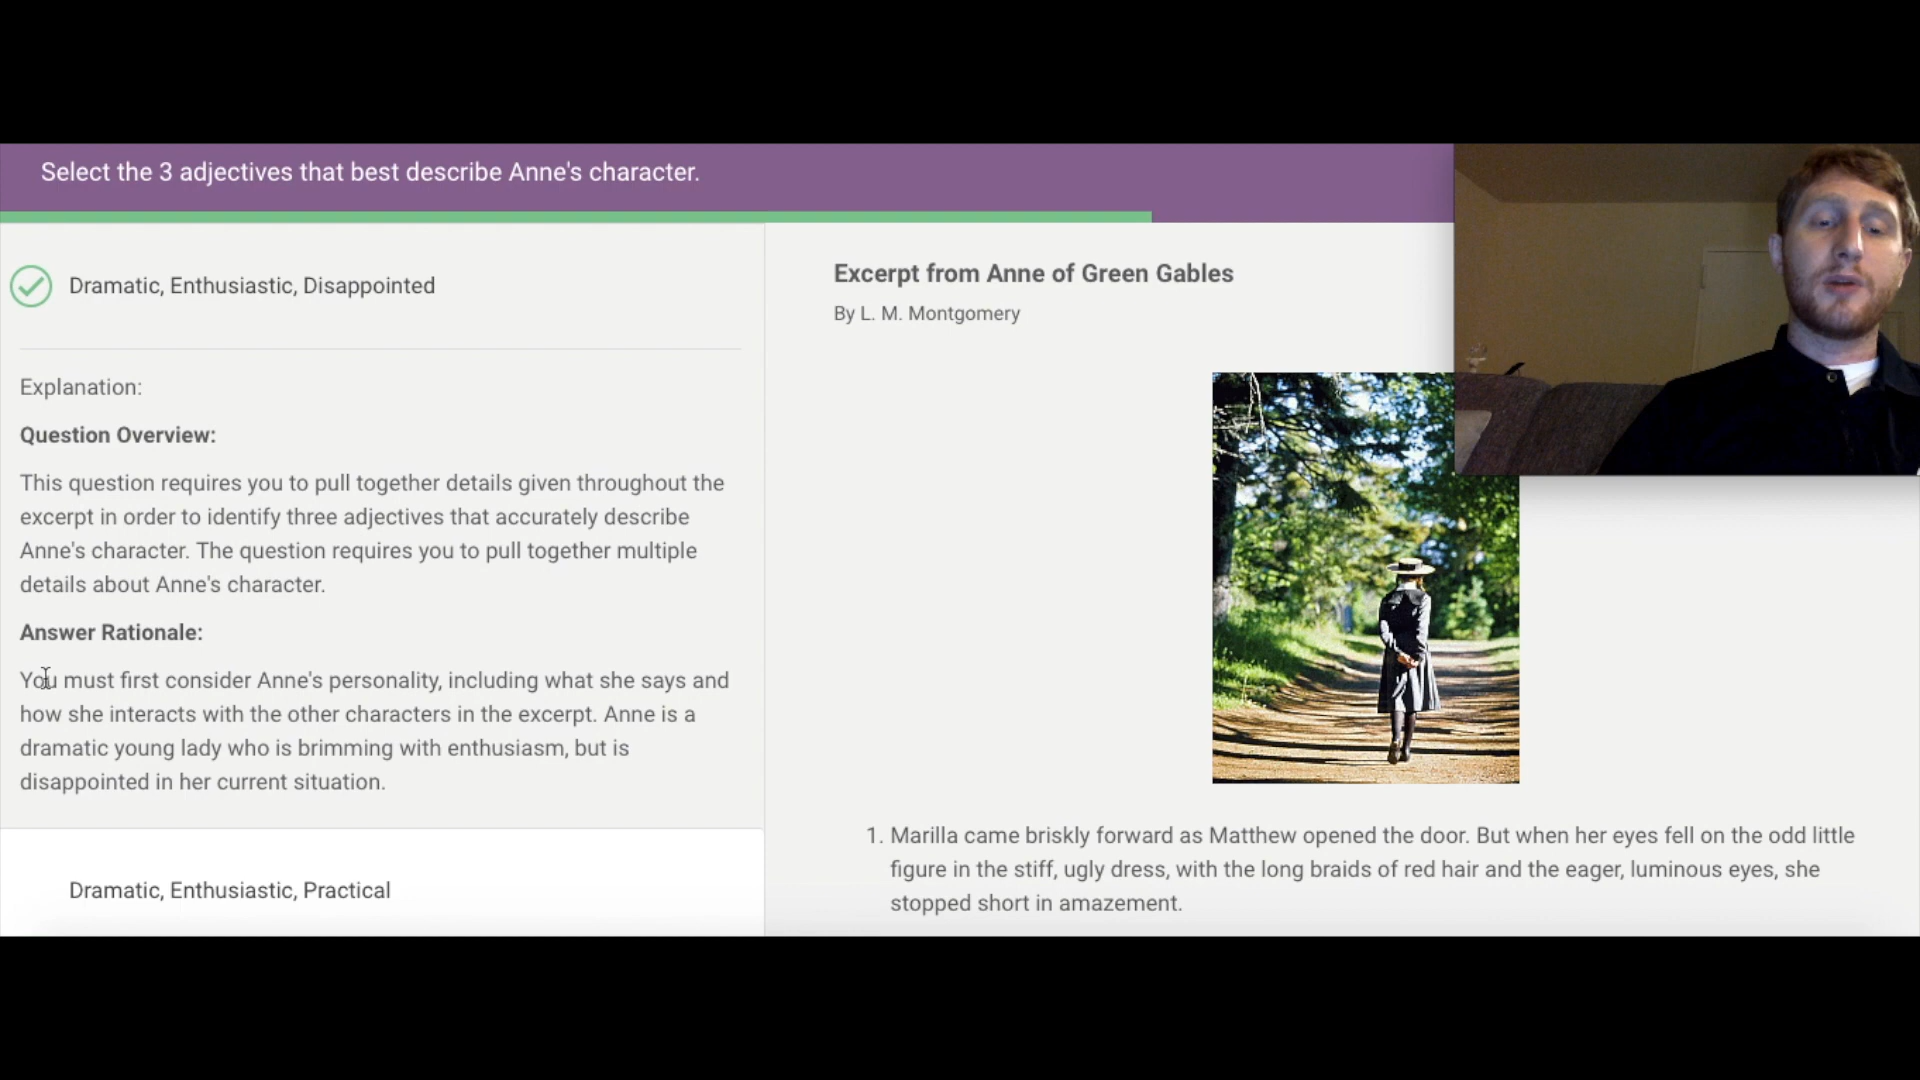 Select the 3 adjectives that best describe Anne's character.
Dramatic, Enthusiastic, Disappointed
Explanation:
Question Overview:
This question requires you to pull together details given throughout the
excerpt in order to identify three adjectives that accurately describe
Anne's character. The question requires you to pull together multiple
details about Anne's character.
Answer Rationale:
You must first consider Anne's personality, including what she says and
how she interacts with the other characters in the excerpt. Anne is a
dramatic young lady who is brimming with enthusiasm, but is
disappointed in her current situation.
Dramatic, Enthusiastic, Practical
Excerpt from Anne of Green Gables
By L. M. Montgomery
1. Marilla came briskly forward as Matthew opened the door. But when her eyes fell on the odd little
figure in the stiff, ugly dress, with the long braids of red hair and the eager, luminous eyes, she
stopped short in amazement.